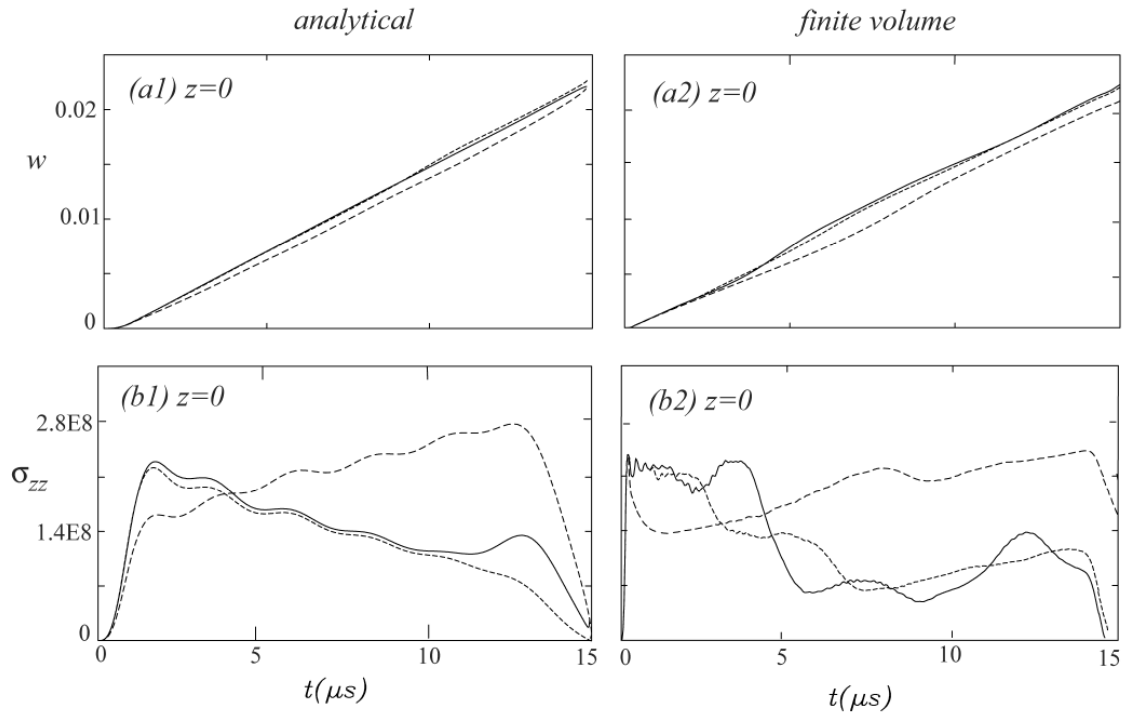 analytical
finite volume
(a1) z=0
(a2) z=0
0.02
w
0.01
0
(b1) z=0
(b2) z=0
2.8E8
σzz
1.4E8
0
0 5 10 15
0 5 10 15
t(μs)
t(μs)